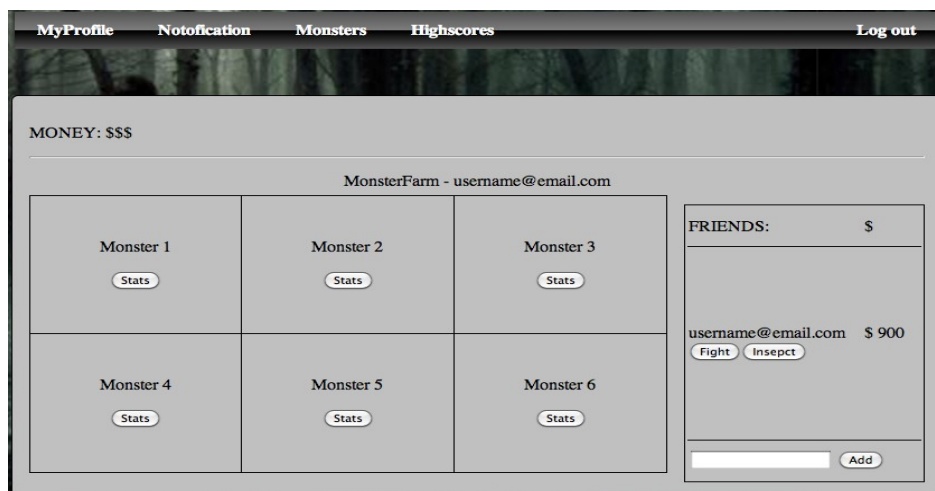 MyProfile Notofication Monsters Highscores Log out
MONEY: $$$
MonsterFarm - username@email.com
Monster 1 Monster 2 Monster 3
Stats Stats Stats
Monster 4 Monster 5 Monster 6
Stats Stats Stats
FRIENDS: $
username@email.com $ 900
Fight Insepct
Add